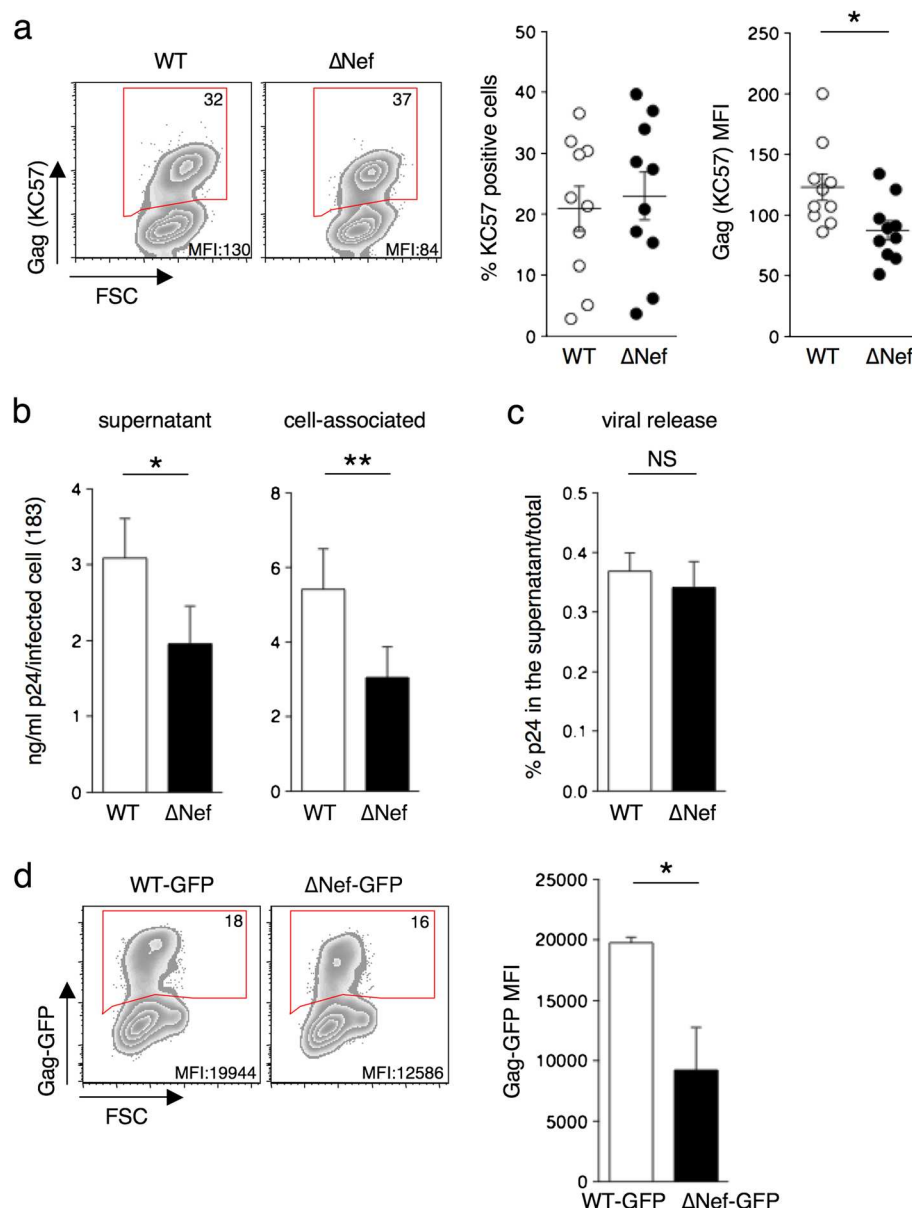 a
WT
ΔNef
32
37
MFI:130
MFI:84
Gag (KC57)
FSC
% KC57 positive cells
50
40
30
20
10
0
WT
ΔNef
*
Gag (KC57) MFI
250
200
150
100
50
0
WT
ΔNef
b
supernatant
cell-associated
*
**
ng/ml p24/infected cell (183)
4
3
2
1
0
WT
ΔNef
8
6
4
2
0
WT
ΔNef
c
viral release
NS
% p24 in the supernatant/total
0.5
0.4
0.3
0.2
0.1
0.0
WT
ΔNef
d
WT-GFP
ΔNef-GFP
18
16
MFI:19944
MFI:12586
Gag-GFP
FSC
*
Gag-GFP MFI
25000
20000
15000
10000
5000
0
WT-GFP
ΔNef-GFP